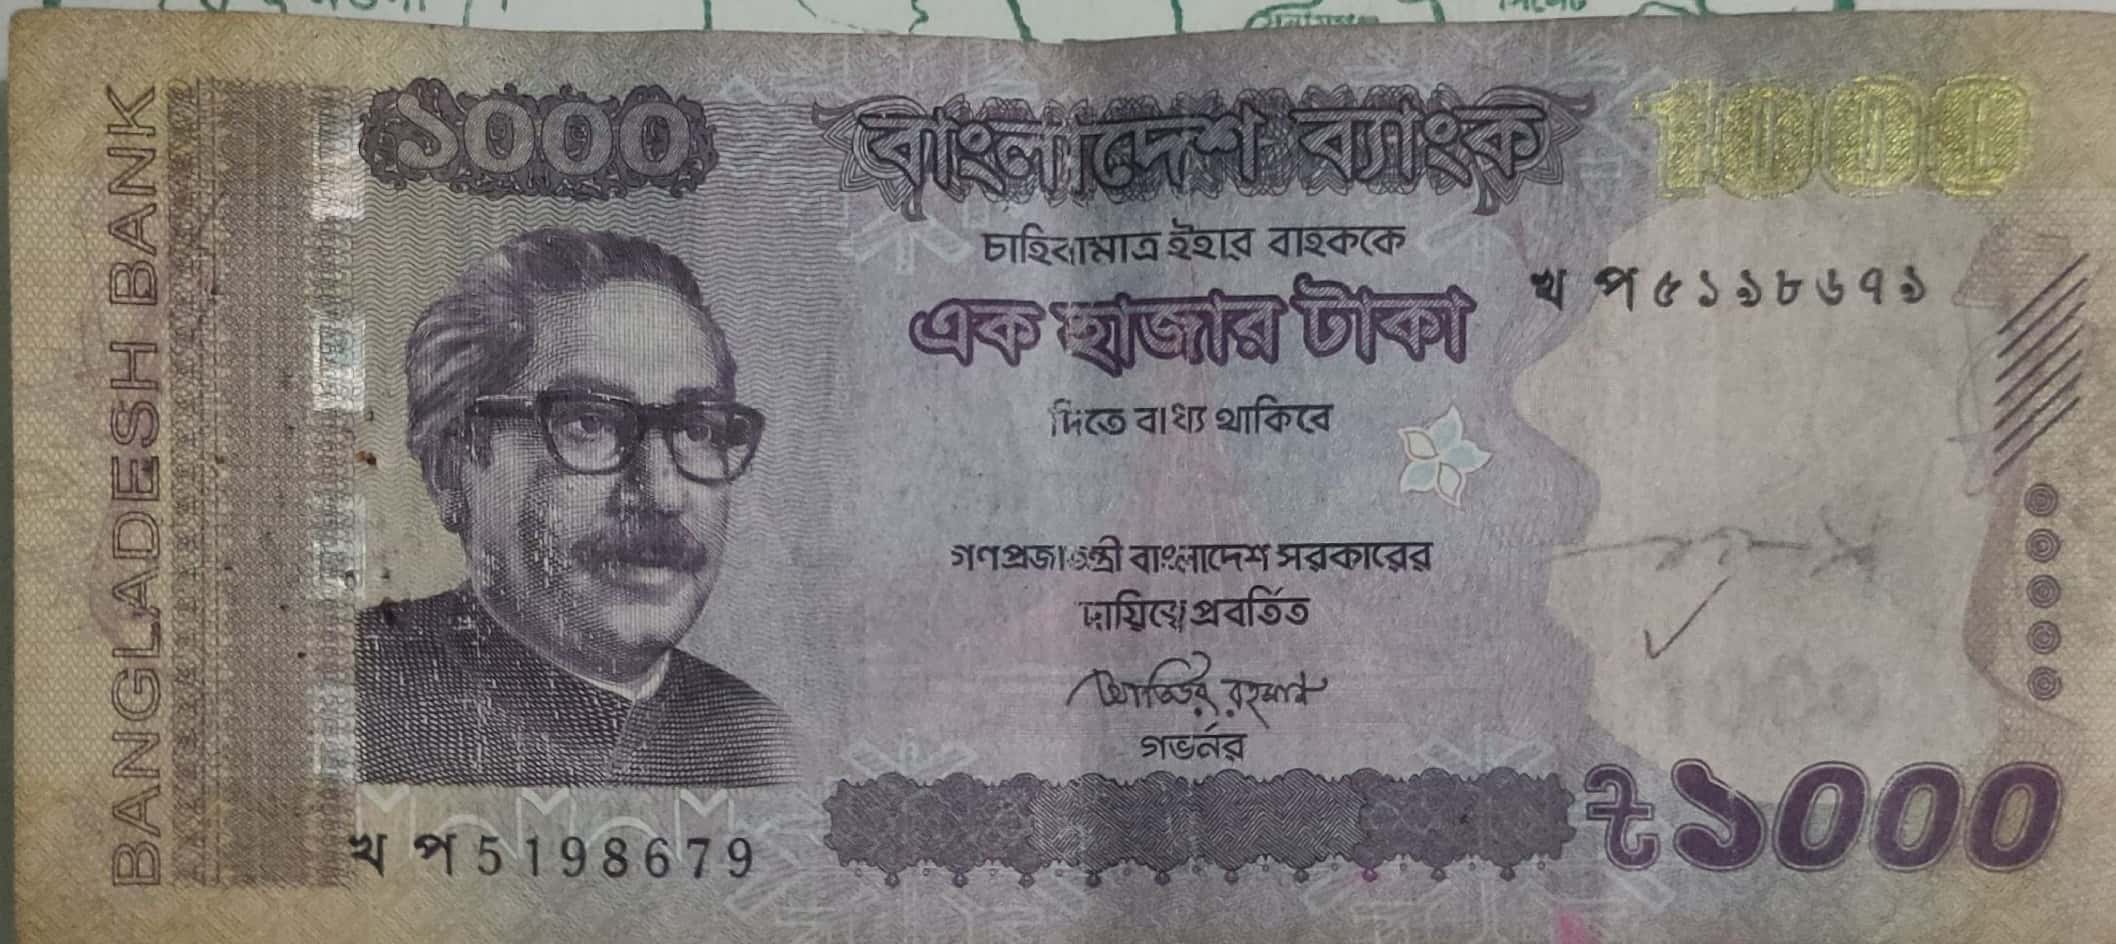 BANGLADESH BANK
১০০০
বাংলাদেশ ব্যাংক
1000
চাহিবামাত্র ইহার বাহককে
খ প ৫১৯৮৬৭৯
এক হাজার টাকা
দিতে বাধ্য থাকিবে
গণপ্রজাতন্ত্রী বাংলাদেশ সরকারের
দায়িত্বে প্রবর্তিত
আতিউর রহমান
গভর্নর
৳১০০০
খ প 5198679